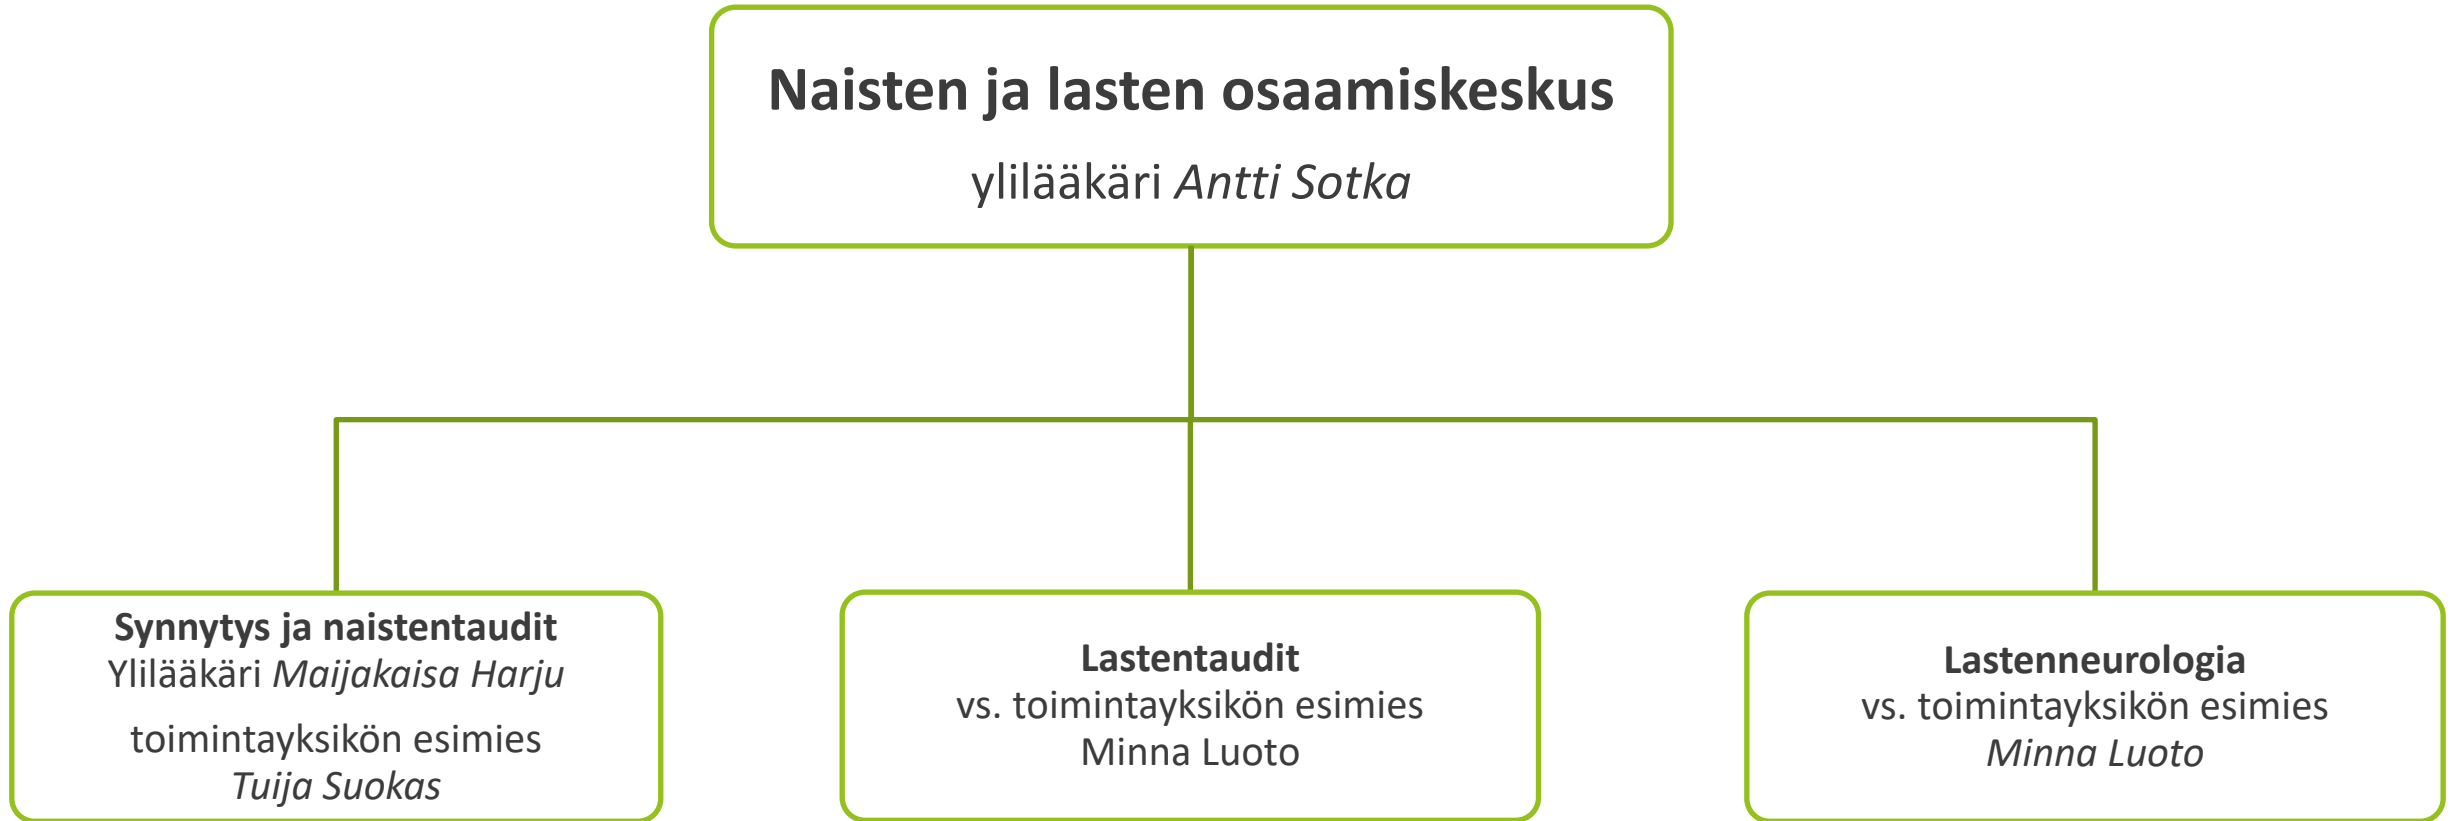 Naisten ja lasten osaamiskeskus
ylilääkäri Antti Sotka
Synnytys ja naistentaudit
Ylilääkäri Maijakaisa Harju
toimintayksikön esimies
Tuija Suokas
Lastentaudit
vs. toimintayksikön esimies
Minna Luoto
Lastenneurologia
vs. toimintayksikön esimies
Minna Luoto